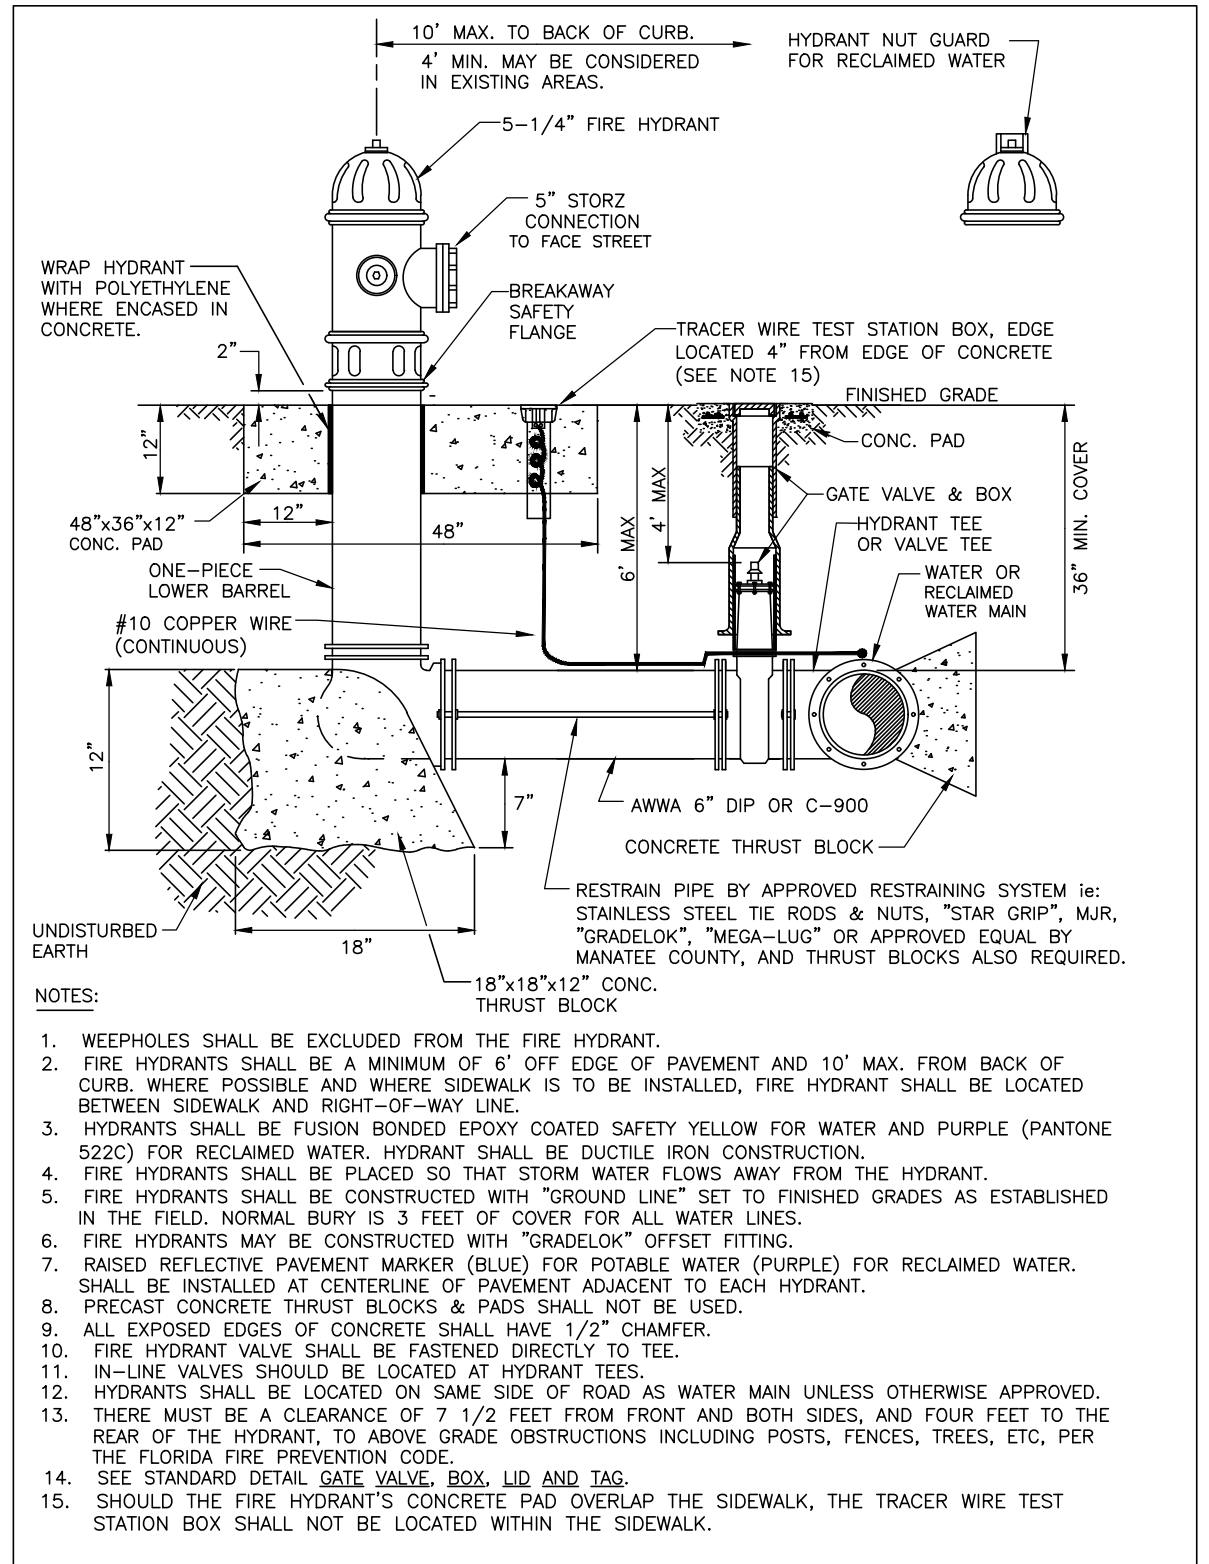 10' MAX. TO BACK OF CURB.
4' MIN. MAY BE CONSIDERED
IN EXISTING AREAS.
HYDRANT NUT GUARD
FOR RECLAIMED WATER
5-1/4" FIRE HYDRANT
5" STORZ
CONNECTION
TO FACE STREET
WRAP HYDRANT
WITH POLYETHYLENE
WHERE ENCASED IN
CONCRETE.
BREAKAWAY
SAFETY
FLANGE
2"
TRACER WIRE TEST STATION BOX, EDGE
LOCATED 4" FROM EDGE OF CONCRETE
(SEE NOTE 15)
FINISHED GRADE
12"
CONC. PAD
4' MAX
6' MAX
36" MIN. COVER
GATE VALVE & BOX
48"x36"x12"
CONC. PAD
12"
48"
HYDRANT TEE
OR VALVE TEE
ONE-PIECE
LOWER BARREL
WATER OR
RECLAIMED
WATER MAIN
#10 COPPER WIRE
(CONTINUOUS)
12"
7"
AWWA 6" DIP OR C-900
CONCRETE THRUST BLOCK
RESTRAIN PIPE BY APPROVED RESTRAINING SYSTEM ie:
STAINLESS STEEL TIE RODS & NUTS, "STAR GRIP", MJR,
"GRADELOK", "MEGA-LUG" OR APPROVED EQUAL BY
MANATEE COUNTY, AND THRUST BLOCKS ALSO REQUIRED.
UNDISTURBED
EARTH
18"
18"x18"x12" CONC.
THRUST BLOCK
NOTES:
1. WEEPHOLES SHALL BE EXCLUDED FROM THE FIRE HYDRANT.
2. FIRE HYDRANTS SHALL BE A MINIMUM OF 6' OFF EDGE OF PAVEMENT AND 10' MAX. FROM BACK OF
CURB. WHERE POSSIBLE AND WHERE SIDEWALK IS TO BE INSTALLED, FIRE HYDRANT SHALL BE LOCATED
BETWEEN SIDEWALK AND RIGHT-OF-WAY LINE.
3. HYDRANTS SHALL BE FUSION BONDED EPOXY COATED SAFETY YELLOW FOR WATER AND PURPLE (PANTONE
522C) FOR RECLAIMED WATER. HYDRANT SHALL BE DUCTILE IRON CONSTRUCTION.
4. FIRE HYDRANTS SHALL BE PLACED SO THAT STORM WATER FLOWS AWAY FROM THE HYDRANT.
5. FIRE HYDRANTS SHALL BE CONSTRUCTED WITH "GROUND LINE" SET TO FINISHED GRADES AS ESTABLISHED
IN THE FIELD. NORMAL BURY IS 3 FEET OF COVER FOR ALL WATER LINES.
6. FIRE HYDRANTS MAY BE CONSTRUCTED WITH "GRADELOK" OFFSET FITTING.
7. RAISED REFLECTIVE PAVEMENT MARKER (BLUE) FOR POTABLE WATER (PURPLE) FOR RECLAIMED WATER.
SHALL BE INSTALLED AT CENTERLINE OF PAVEMENT ADJACENT TO EACH HYDRANT.
8. PRECAST CONCRETE THRUST BLOCKS & PADS SHALL NOT BE USED.
9. ALL EXPOSED EDGES OF CONCRETE SHALL HAVE 1/2" CHAMFER.
10. FIRE HYDRANT VALVE SHALL BE FASTENED DIRECTLY TO TEE.
11. IN-LINE VALVES SHOULD BE LOCATED AT HYDRANT TEES.
12. HYDRANTS SHALL BE LOCATED ON SAME SIDE OF ROAD AS WATER MAIN UNLESS OTHERWISE APPROVED.
13. THERE MUST BE A CLEARANCE OF 7 1/2 FEET FROM FRONT AND BOTH SIDES, AND FOUR FEET TO THE
REAR OF THE HYDRANT, TO ABOVE GRADE OBSTRUCTIONS INCLUDING POSTS, FENCES, TREES, ETC, PER
THE FLORIDA FIRE PREVENTION CODE.
14. SEE STANDARD DETAIL GATE VALVE, BOX, LID AND TAG.
15. SHOULD THE FIRE HYDRANT'S CONCRETE PAD OVERLAP THE SIDEWALK, THE TRACER WIRE TEST
STATION BOX SHALL NOT BE LOCATED WITHIN THE SIDEWALK.